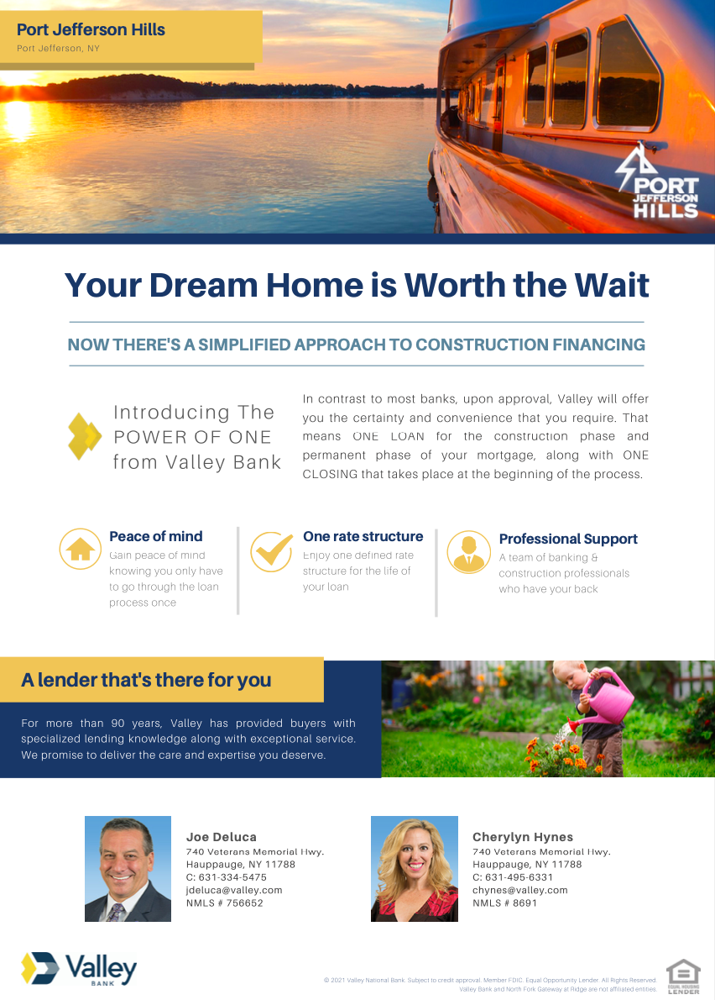 Port Jefferson Hills
Port Jefferson, NY
PORT
JEFFERSON
HILLS
Your Dream Home is Worth the Wait
NOW THERE'S A SIMPLIFIED APPROACH TO CONSTRUCTION FINANCING
Introducing The
POWER OF ONE
from Valley Bank
In contrast to most banks, upon approval, Valley will offer
you the certainty and convenience that you require. That
means ONE LOAN for the construction phase and
permanent phase of your mortgage, along with ONE
CLOSING that takes place at the beginning of the process.
Peace of mind
Gain peace of mind
knowing you only have
to go through the loan
process once
One rate structure
Enjoy one defined rate
structure for the life of
your loan
Professional Support
A team of banking &
construction professionals
who have your back
A lender that's there for you
For more than 90 years, Valley has provided buyers with
specialized lending knowledge along with exceptional service.
We promise to deliver the care and expertise you deserve.
Joe Deluca
740 Veterans Memorial Hwy.
Hauppauge, NY 11788
C: 631-334-5475
jdeluca@valley.com
NMLS # 756652
Cherylyn Hynes
740 Veterans Memorial Hwy.
Hauppauge, NY 11788
C: 631-495-6331
chynes@valley.com
NMLS # 8691
Valley
BANK
© 2021 Valley National Bank. Subject to credit approval. Member FDIC. Equal Opportunity Lender. All Rights Reserved.
Valley Bank and North Fork Gateway at Ridge are not affiliated entities.
EQUAL HOUSING
LENDER